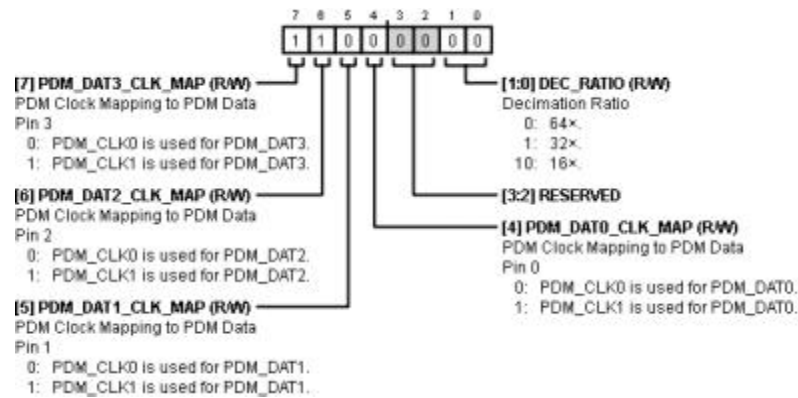 7 6 5 4 3 2 1 0
1 1 0 0 0 0 0 0
[7] PDM_DAT3_CLK_MAP (R/W)
PDM Clock Mapping to PDM Data
Pin 3
0: PDM_CLK0 is used for PDM_DAT3.
1: PDM_CLK1 is used for PDM_DAT3.
[6] PDM_DAT2_CLK_MAP (R/W)
PDM Clock Mapping to PDM Data
Pin 2
0: PDM_CLK0 is used for PDM_DAT2.
1: PDM_CLK1 is used for PDM_DAT2.
[5] PDM_DAT1_CLK_MAP (R/W)
PDM Clock Mapping to PDM Data
Pin 1
0: PDM_CLK0 is used for PDM_DAT1.
1: PDM_CLK1 is used for PDM_DAT1.
[1:0] DEC_RATIO (R/W)
Decimation Ratio
0: 64×.
1: 32×.
10: 16×.
[3:2] RESERVED
[4] PDM_DAT0_CLK_MAP (R/W)
PDM Clock Mapping to PDM Data
Pin 0
0: PDM_CLK0 is used for PDM_DAT0.
1: PDM_CLK1 is used for PDM_DAT0.